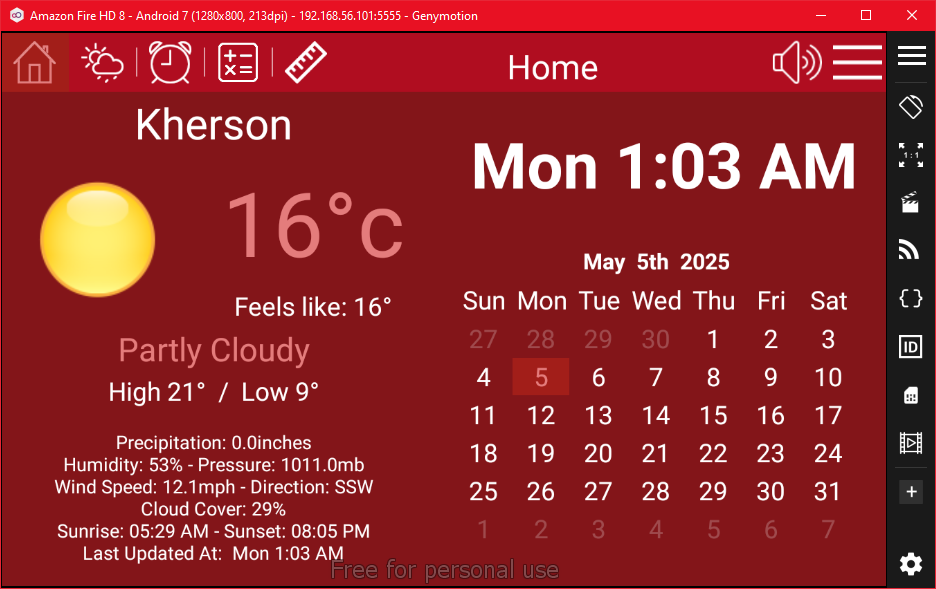 Amazon Fire HD 8 - Android 7 (1280x800, 213dpi) - 192.168.56.101:5555 - Genymotion
Home
Kherson
Mon 1:03 AM
16°c
Feels like: 16°
Partly Cloudy
High 21° / Low 9°
Precipitation: 0.0inches
Humidity: 53% - Pressure: 1011.0mb
Wind Speed: 12.1mph - Direction: SSW
Cloud Cover: 29%
Sunrise: 05:29 AM - Sunset: 08:05 PM
Last Updated At: Mon 1:03 AM
May 5th 2025
Sun Mon Tue Wed Thu Fri Sat
27 28 29 30 1 2 3
4 5 6 7 8 9 10
11 12 13 14 15 16 17
18 19 20 21 22 23 24
25 26 27 28 29 30 31
1 2 3 4 5 6 7
Free for personal use
1:1
ID